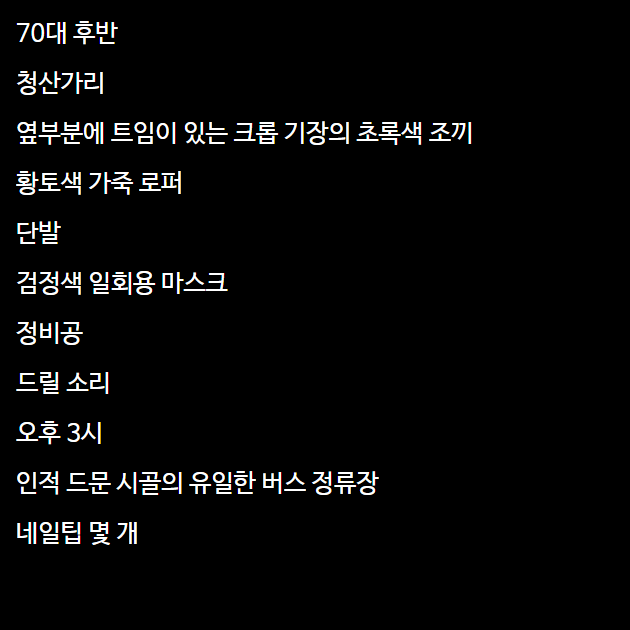 70대 후반
청산가리
옆부분에 트임이 있는 크롭 기장의 초록색 조끼
황토색 가죽 로퍼
단발
검정색 일회용 마스크
정비공
드릴 소리
오후 3시
인적 드문 시골의 유일한 버스 정류장
네일팁 몇 개